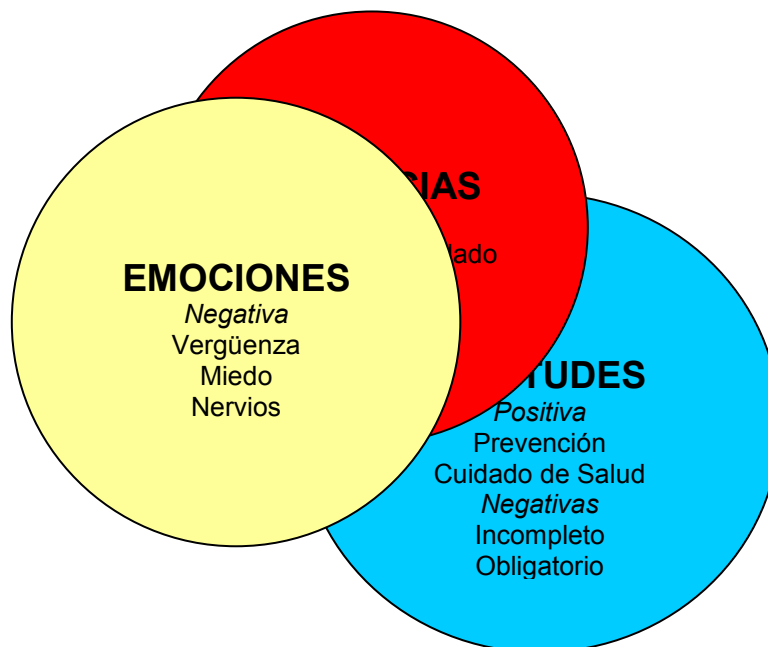 CIAS
lado
EMOCIONES
Negativa
Vergüenza
Miedo
Nervios
TUDES
Positiva
Prevención
Cuidado de Salud
Negativas
Incompleto
Obligatorio